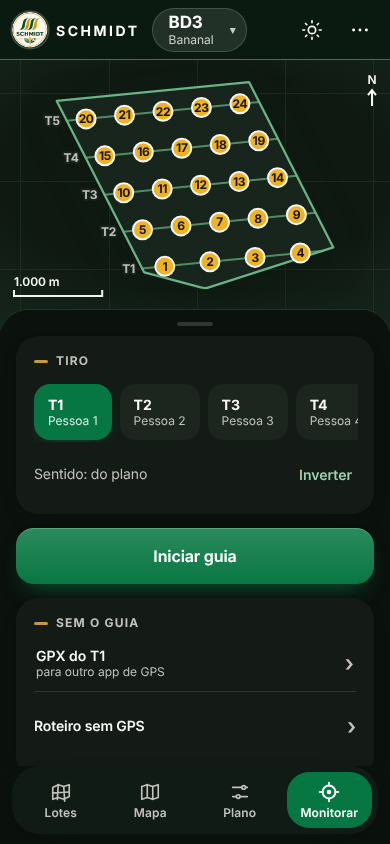 SCHMIDT
SCHMIDT
BD3
Bananal
N
T5 20 21 22 23 24
T4 15 16 17 18 19
T3 10 11 12 13 14
T2 5 6 7 8 9
T1 1 2 3 4
1.000 m
TIRO
T1 T2 T3 T4
Pessoa 1 Pessoa 2 Pessoa 3 Pessoa 4
Sentido: do plano Inverter
Iniciar guia
SEM O GUIA
GPX do T1
para outro app de GPS
Roteiro sem GPS
Lotes Mapa Plano Monitorar